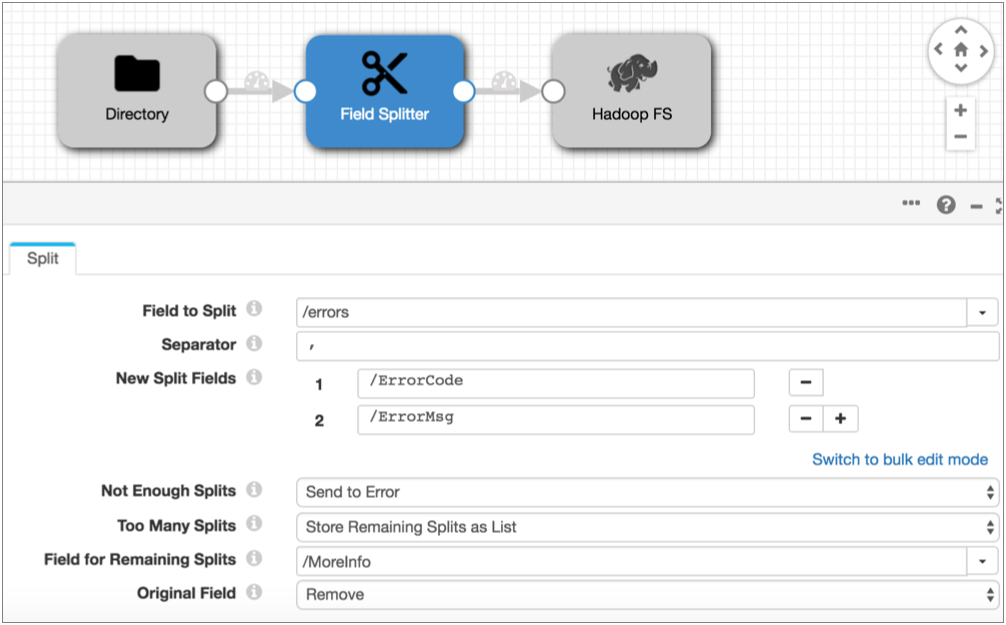 Directory
Field Splitter
Hadoop FS
+
−
•••
?
−
Split
Field to Split
/errors
Separator
,
New Split Fields
1
/ErrorCode
−
2
/ErrorMsg
−
+
Switch to bulk edit mode
Not Enough Splits
Send to Error
Too Many Splits
Store Remaining Splits as List
Field for Remaining Splits
/MoreInfo
Original Field
Remove